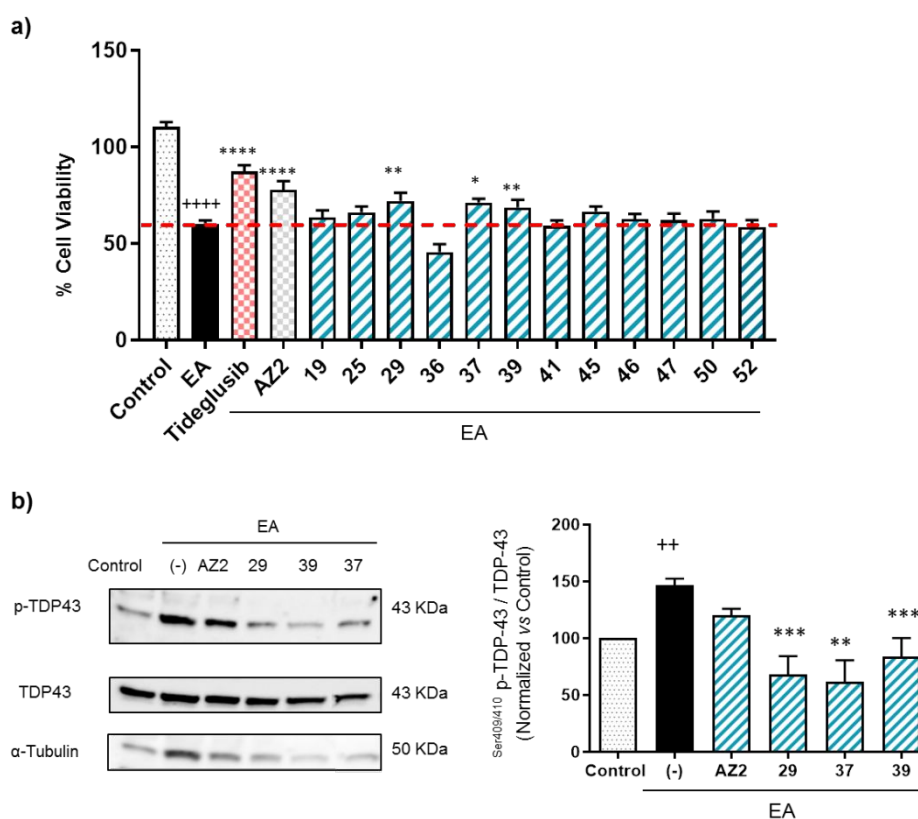 a)
150
100
50
0
% Cell Viability
++++
****
****
**
*
**
Control
EA
Tideglusib
AZ2
19
25
29
36
37
39
41
45
46
47
50
52
EA
b)
EA
Control (-) AZ2 29 39 37
p-TDP43 43 KDa
TDP43 43 KDa
α-Tubulin 50 KDa
Ser409/410 p-TDP-43 / TDP-43
(Normalized vs Control)
200
150
100
50
0
++
***
**
***
Control (-) AZ2 29 37 39
EA